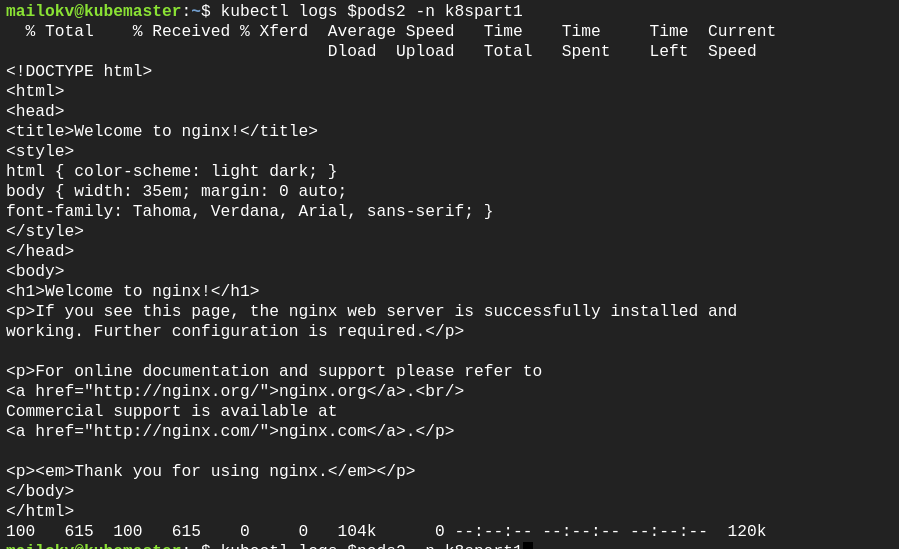 mailokv@kubemaster:~$ kubectl logs $pods2 -n k8spart1
  % Total    % Received % Xferd  Average Speed   Time    Time     Time  Current
                                 Dload  Upload   Total   Spent    Left  Speed
<!DOCTYPE html>
<html>
<head>
<title>Welcome to nginx!</title>
<style>
html { color-scheme: light dark; }
body { width: 35em; margin: 0 auto;
font-family: Tahoma, Verdana, Arial, sans-serif; }
</style>
</head>
<body>
<h1>Welcome to nginx!</h1>
<p>If you see this page, the nginx web server is successfully installed and
working. Further configuration is required.</p>

<p>For online documentation and support please refer to
<a href="http://nginx.org/">nginx.org</a>.<br/>
Commercial support is available at
<a href="http://nginx.com/">nginx.com</a>.</p>

<p><em>Thank you for using nginx.</em></p>
</body>
</html>
100   615  100   615    0     0   104k      0 --:--:-- --:--:-- --:--:--  120k
mailokv@kubemaster:~$ kubectl logs $pods2 -n k8spart1